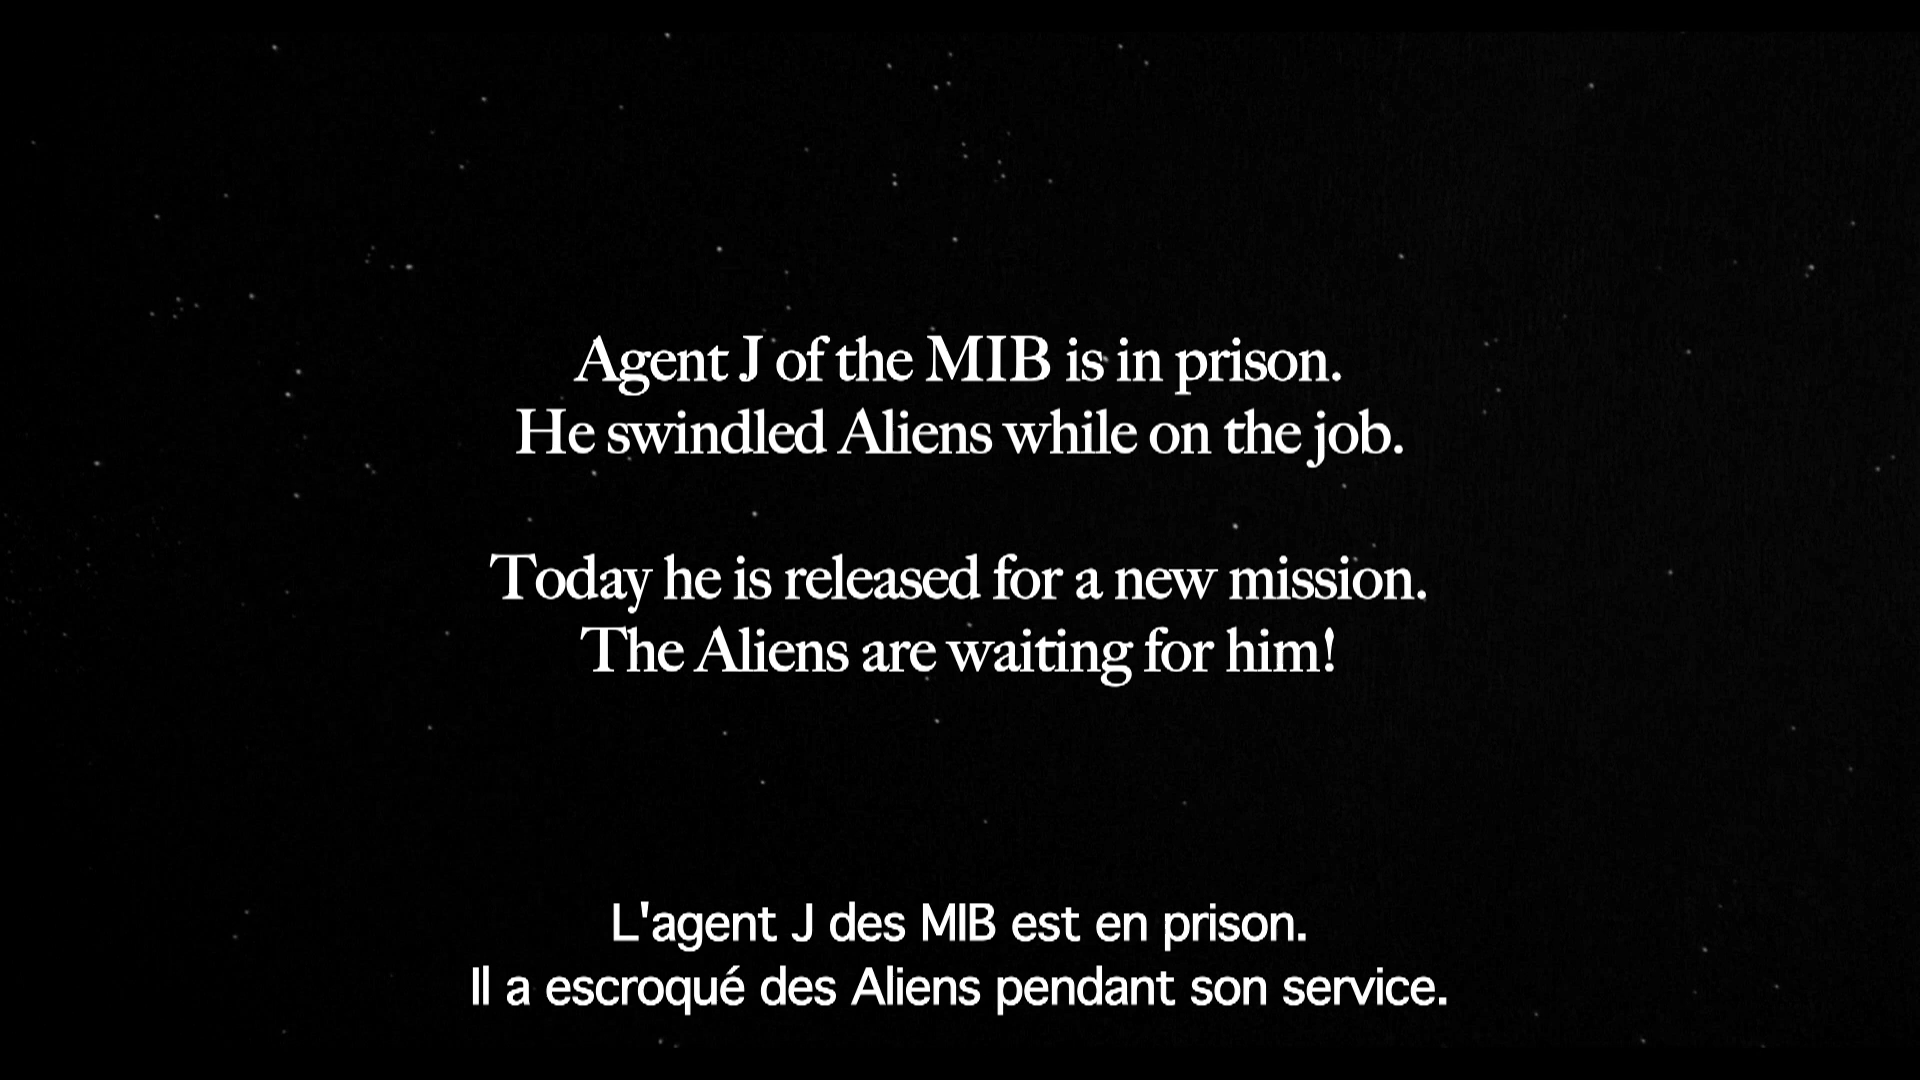 Agent J of the MIB is in prison.
He swindled Aliens while on the job.
Today he is released for a new mission.
The Aliens are waiting for him!
L'agent J des MIB est en prison.
Il a escroqué des Aliens pendant son service.